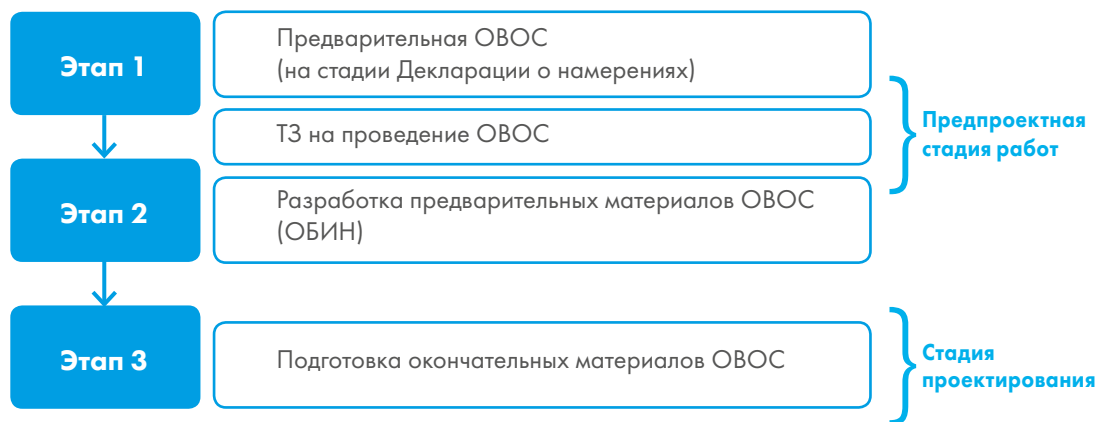 Этап 1
Предварительная ОВОС
(на стадии Декларации о намерениях)
ТЗ на проведение ОВОС
Предпроектная
стадия работ
Этап 2
Разработка предварительных материалов ОВОС
(ОБИН)
Этап 3
Подготовка окончательных материалов ОВОС
Стадия
проектирования